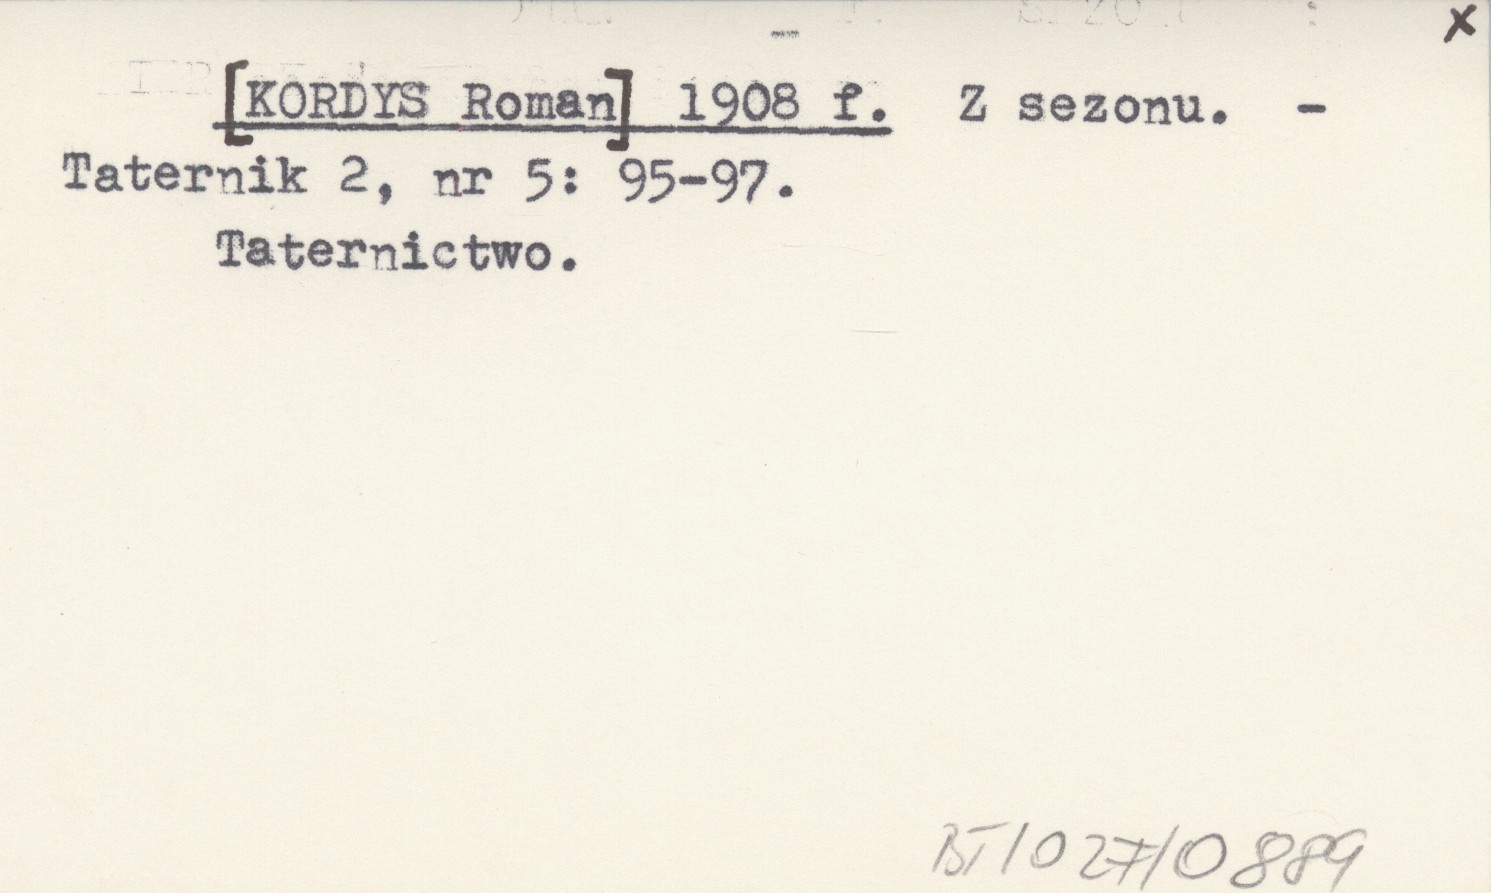 x
[KORDYS Roman] 1908 f. Z sezonu. -
Taternik 2, nr 5: 95-97.
Taternictwo.
BT/027/0889